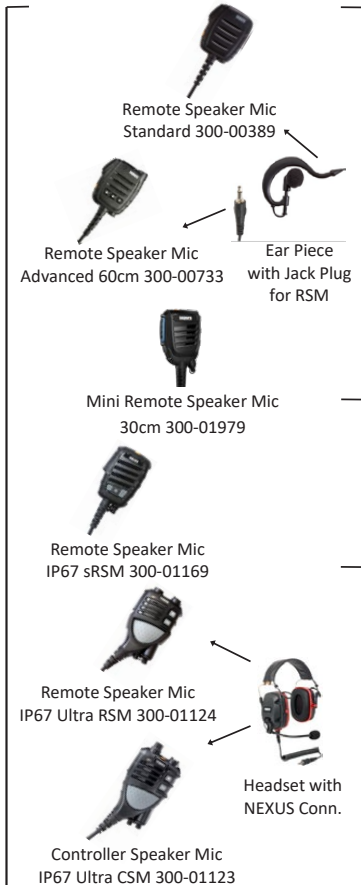 Remote Speaker Mic
Standard 300-00389
Remote Speaker Mic
Advanced 60cm 300-00733
Ear Piece
with Jack Plug
for RSM
Mini Remote Speaker Mic
30cm 300-01979
Remote Speaker Mic
IP67 sRSM 300-01169
Remote Speaker Mic
IP67 Ultra RSM 300-01124
Headset with
NEXUS Conn.
Controller Speaker Mic
IP67 Ultra CSM 300-01123